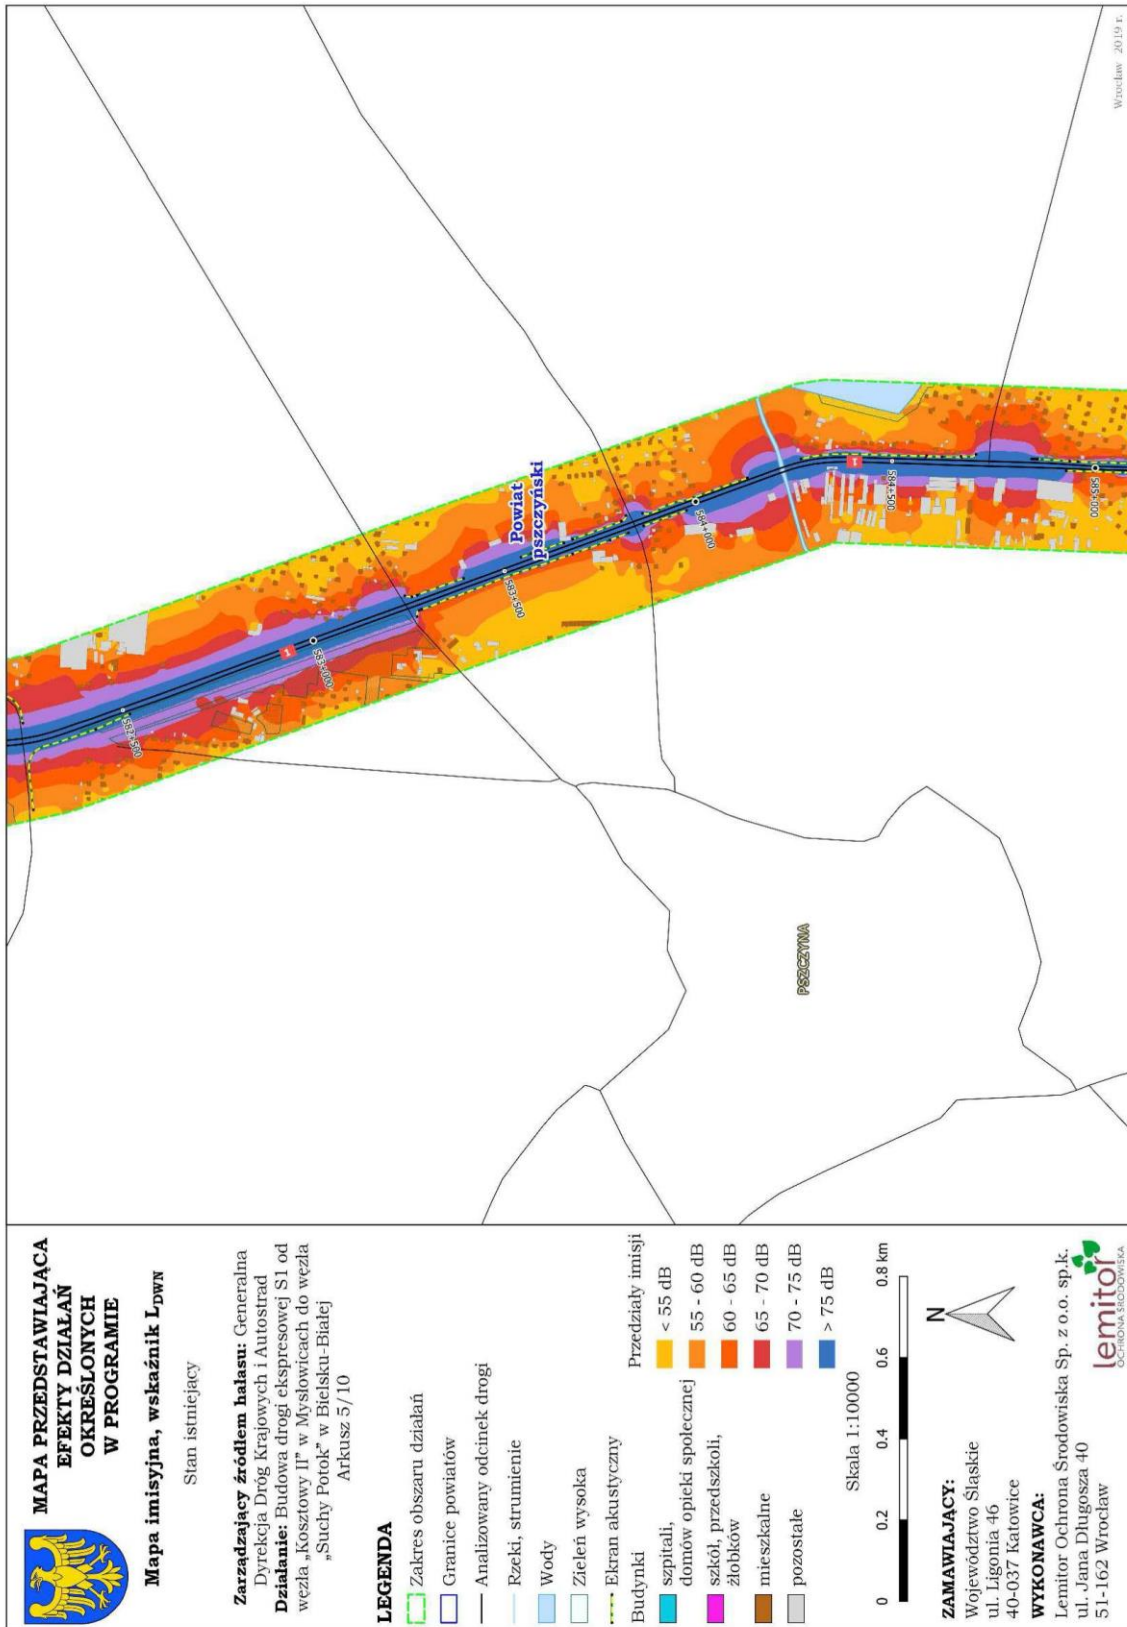 MAPA PRZEDSTAWIAJĄCA
EFEKTY DZIAŁAŃ
OKREŚLONYCH
W PROGRAMIE
Mapa imisyjna, wskaźnik L_DWN
Stan istniejący
Zarządzający źródłem hałasu: Generalna
Dyrekcja Dróg Krajowych i Autostrad
Działanie: Budowa drogi ekspresowej S1 od
węzła „Kosztowy II" w Mysłowicach do węzła
„Suchy Potok" w Bielsku-Białej
Arkusz 5/10
LEGENDA
Zakres obszaru działań
Granice powiatów
Analizowany odcinek drogi
Rzeki, strumienie
Wody
Zieleń wysoka
Ekran akustyczny
Budynki
szpitali,
domów opieki społecznej
szkół, przedszkoli,
żłobków
mieszkalne
pozostałe
Przedziały imisji
< 55 dB
55 - 60 dB
60 - 65 dB
65 - 70 dB
70 - 75 dB
> 75 dB
Skala 1:10000
0 0.2 0.4 0.6 0.8 km
N
ZAMAWIAJĄCY:
Województwo Śląskie
ul. Ligonia 46
40-037 Katowice
WYKONAWCA:
Lemitor Ochrona Środowiska Sp. z o.o. sp.k.
ul. Jana Długosza 40
51-162 Wrocław
lemitor
OCHRONA ŚRODOWISKA
582+500
1
583+000
583+500
Powiat
pszczyński
584+000
1
584+500
585+000
PSZCZYNA
Wrocław 2019 r.